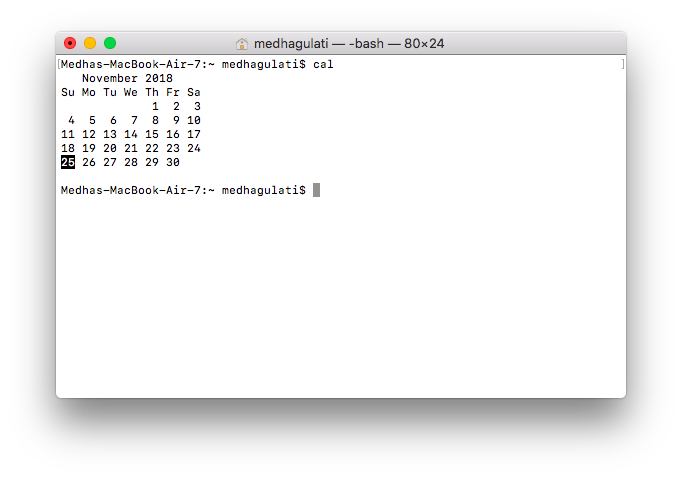 medhagulati — -bash — 80×24
[Medhas-MacBook-Air-7:~ medhagulati$ cal ]
   November 2018
Su Mo Tu We Th Fr Sa
             1  2  3
 4  5  6  7  8  9 10
11 12 13 14 15 16 17
18 19 20 21 22 23 24
25 26 27 28 29 30
Medhas-MacBook-Air-7:~ medhagulati$